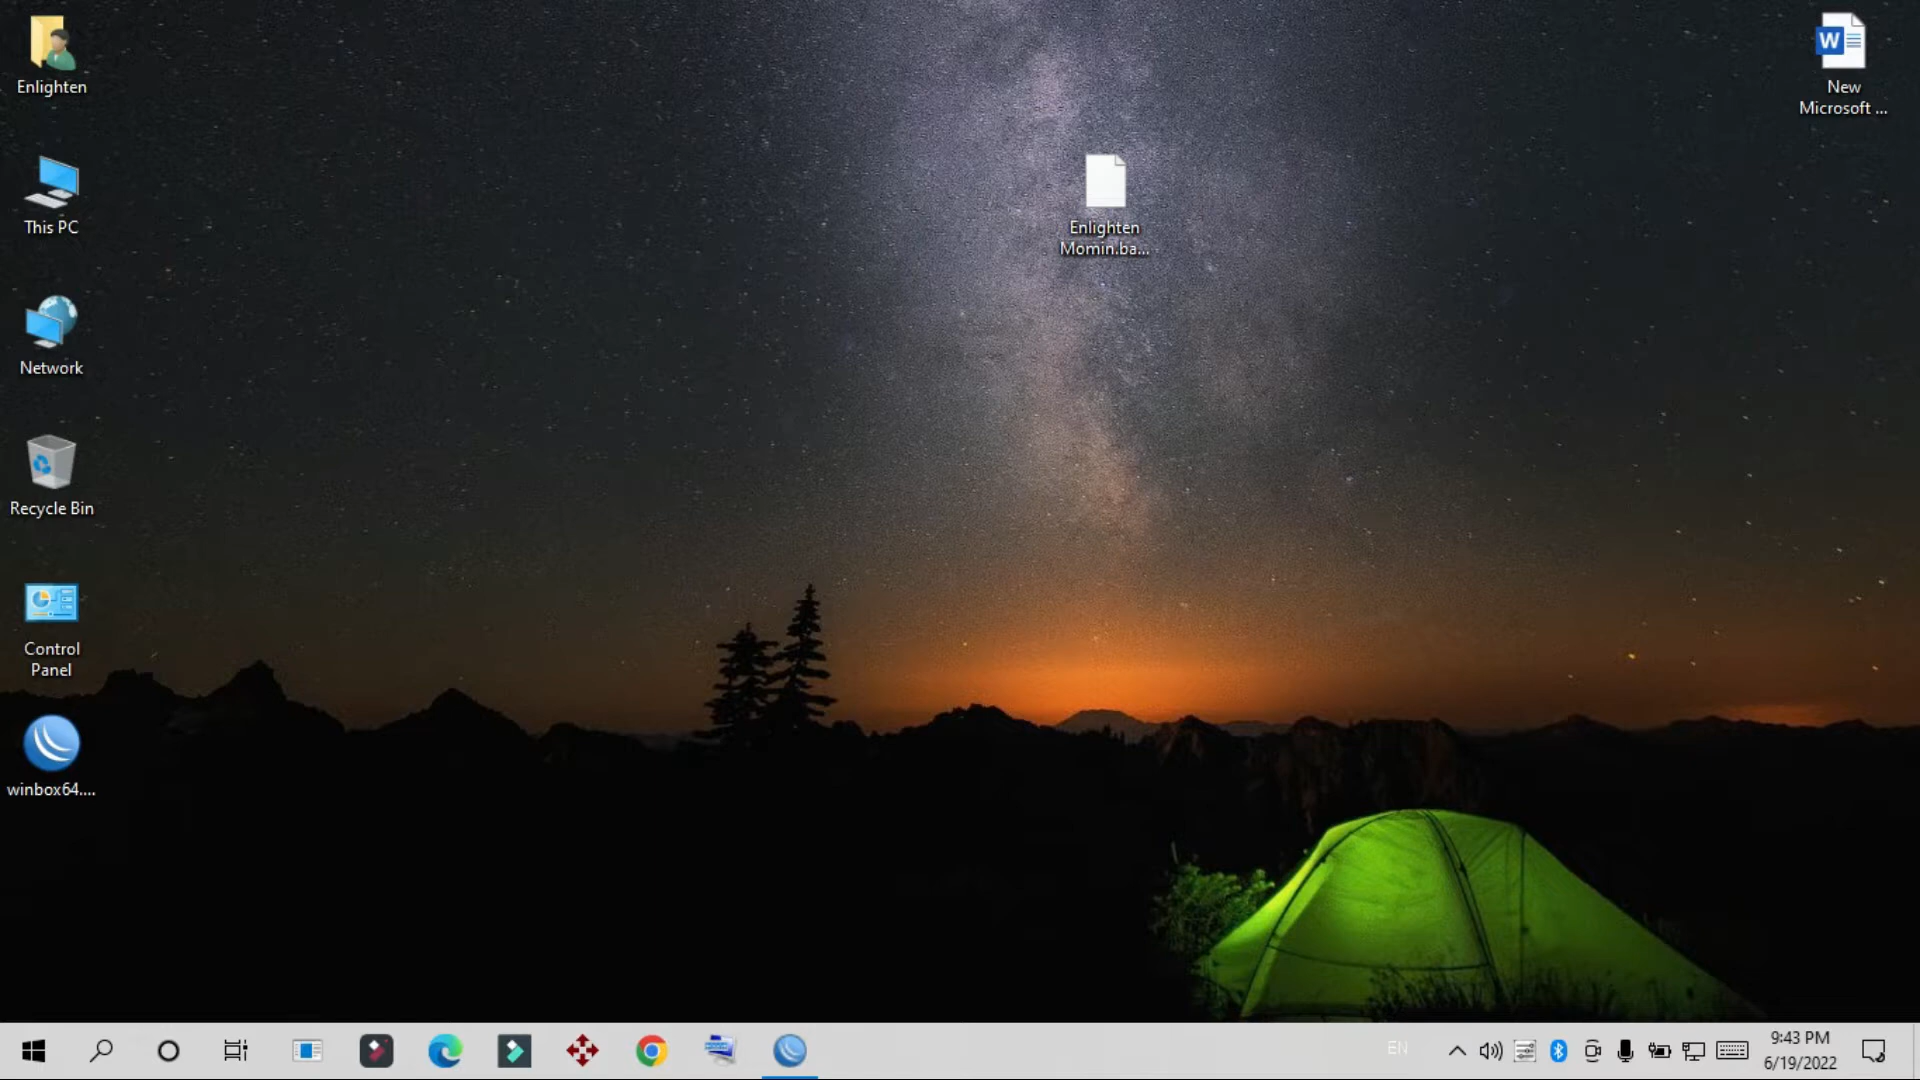 Enlighten
This PC
Network
Recycle Bin
Control
Panel
winbox64....
Enlighten
Momin.ba...
W
New
Microsoft ...
EN
9:43 PM
6/19/2022